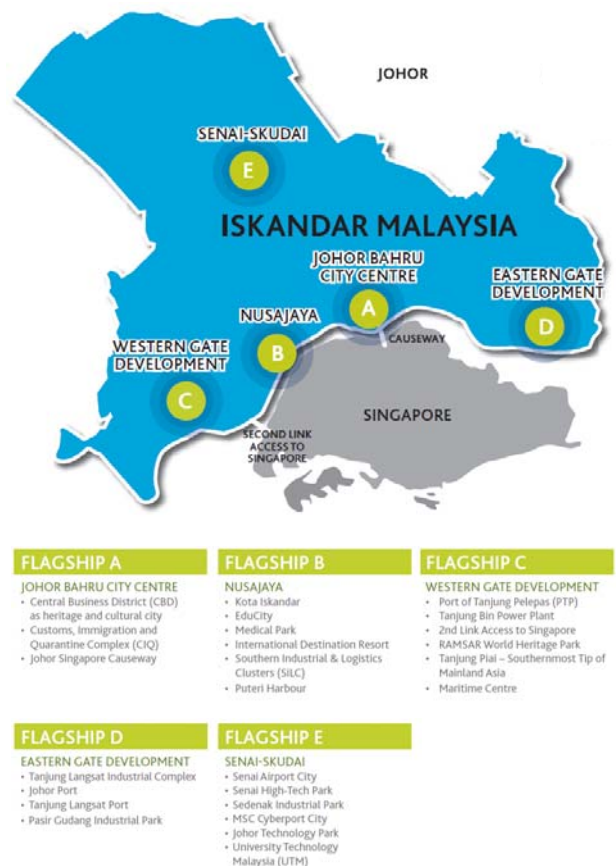 JOHOR
SENAI-SKUDAI
E
ISKANDAR MALAYSIA
JOHOR BAHRU
CITY CENTRE
A
EASTERN GATE
DEVELOPMENT
D
NUSAJAYA
B
CAUSEWAY
WESTERN GATE
DEVELOPMENT
C
SINGAPORE
SECOND LINK
ACCESS TO
SINGAPORE
FLAGSHIP A
JOHOR BAHRU CITY CENTRE
• Central Business District (CBD)
as heritage and cultural city
• Customs, Immigration and
Quarantine Complex (CIQ)
• Johor Singapore Causeway
FLAGSHIP B
NUSAJAYA
• Kota Iskandar
• EduCity
• Medical Park
• International Destination Resort
• Southern Industrial & Logistics
Clusters (SiLC)
• Puteri Harbour
FLAGSHIP C
WESTERN GATE DEVELOPMENT
• Port of Tanjung Pelepas (PTP)
• Tanjung Bin Power Plant
• 2nd Link Access to Singapore
• RAMSAR World Heritage Park
• Tanjung Piai – Southernmost Tip of
Mainland Asia
• Maritime Centre
FLAGSHIP D
EASTERN GATE DEVELOPMENT
• Tanjung Langsat Industrial Complex
• Johor Port
• Tanjung Langsat Port
• Pasir Gudang Industrial Park
FLAGSHIP E
SENAI-SKUDAI
• Senai Airport City
• Senai High-Tech Park
• Sedenak Industrial Park
• MSC Cyberport City
• Johor Technology Park
• University Technology
Malaysia (UTM)